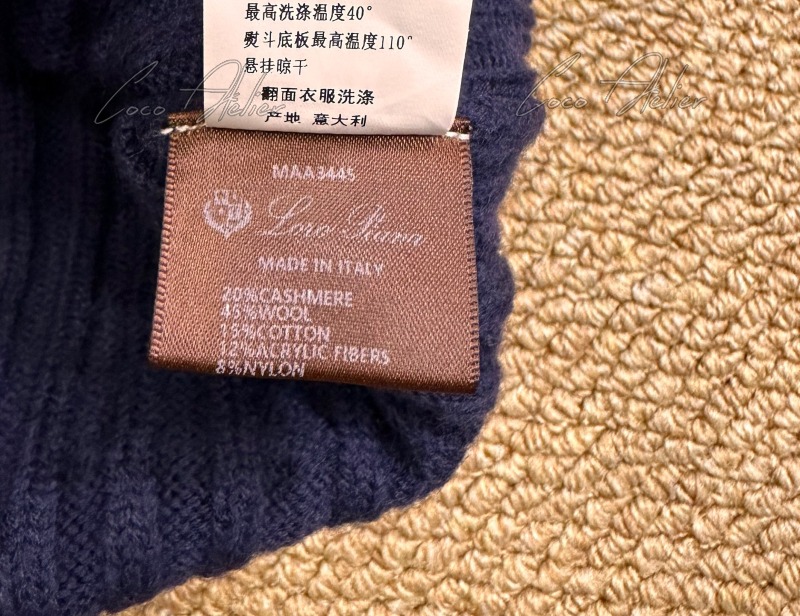 最高洗涤温度40°
熨斗底板最高温度110°
悬挂晾干
翻面衣服洗涤
产地 意大利
Coco Atelier
Coco Atelier
MAA3445
Loro Piana
MADE IN ITALY
20%CASHMERE
45%WOOL
15%COTTON
12%ACRYLIC FIBERS
8%NYLON